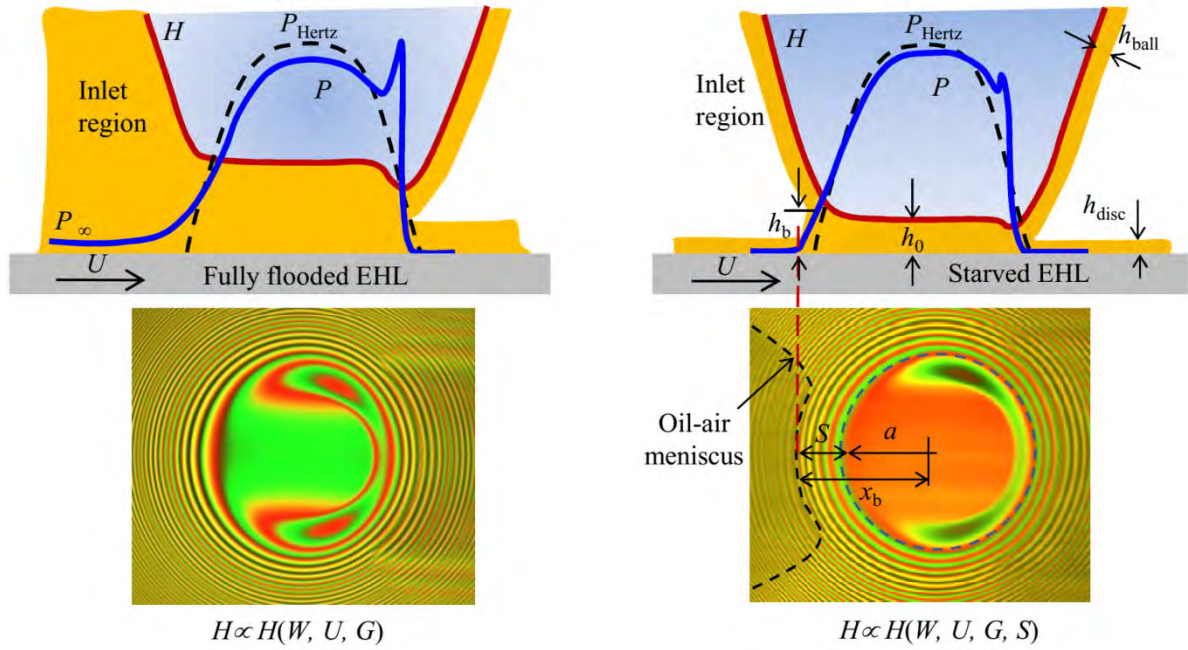 H
P_Hertz
P
Inlet
region
P_∞
U
Fully flooded EHL
H
P_Hertz
h_ball
Inlet
region
P
h_b
h_0
h_disc
U
Starved EHL
Oil-air
meniscus
S
a
x_b
H∝H(W, U, G)
H∝H(W, U, G, S)